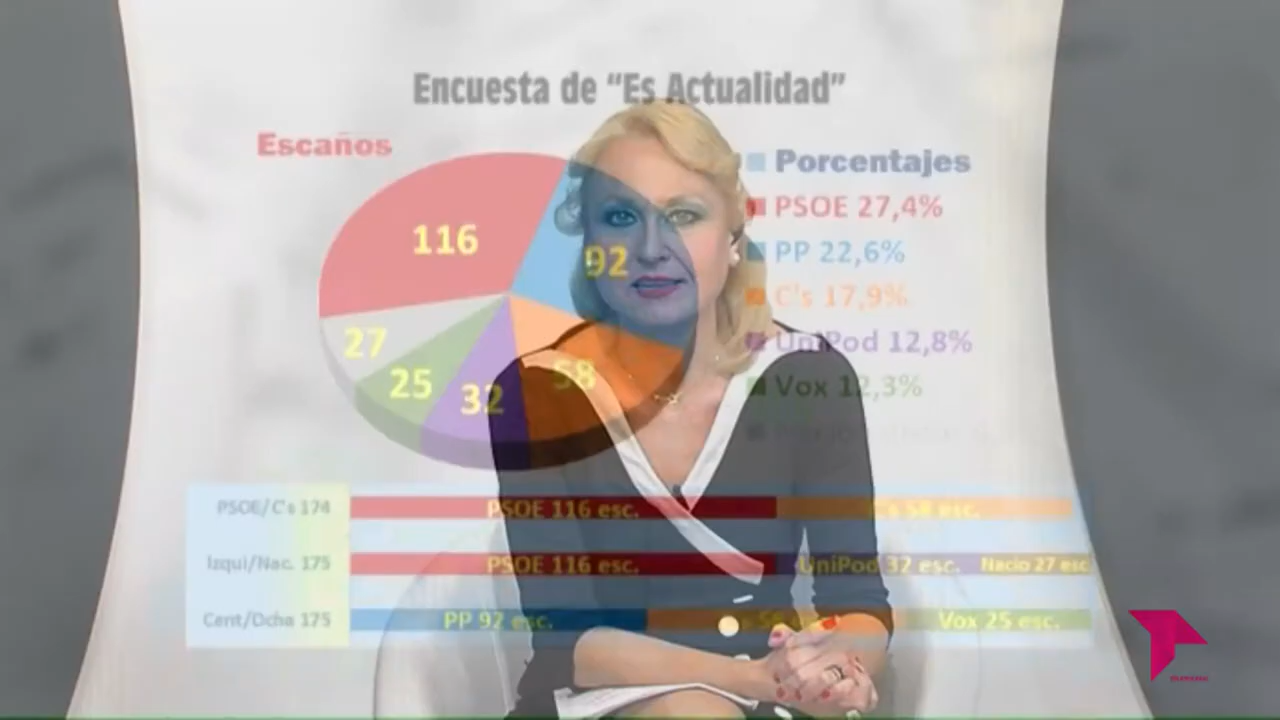 Encuesta de “Es Actualidad”
Escaños
116
92
27
25
32
58
Porcentajes
PSOE 27,4%
PP 22,6%
C's 17,9%
UniPod 12,8%
Vox 12,3%
PSOE/C's 174
PSOE 116 esc.
C's 58 esc.
Izqui/Nac. 175
PSOE 116 esc.
UniPod 32 esc.
Nacio 27 esc
Cent/Dcha 175
PP 92 esc.
Vox 25 esc.